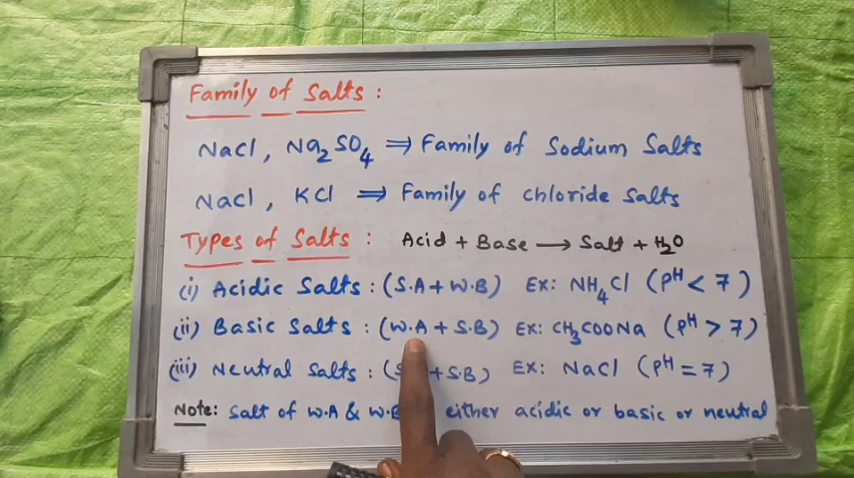 Family of Salts :
NaCl, Na2SO4 ⇒ Family of Sodium Salts
NaCl, KCl ⇒ Family of chloride Salts
Types of Salts : Acid + Base → Salt + H2O
(i) Acidic Salts : (S.A + W.B) Ex: NH4Cl (pH < 7)
(ii) Basic Salts : (W.A + S.B) Ex: CH3COONa (pH > 7)
(iii) Neutral Salts : (S + S.B) Ex: NaCl (pH = 7)
Note: Salt of W.A & W.B either acidic or basic or neutral